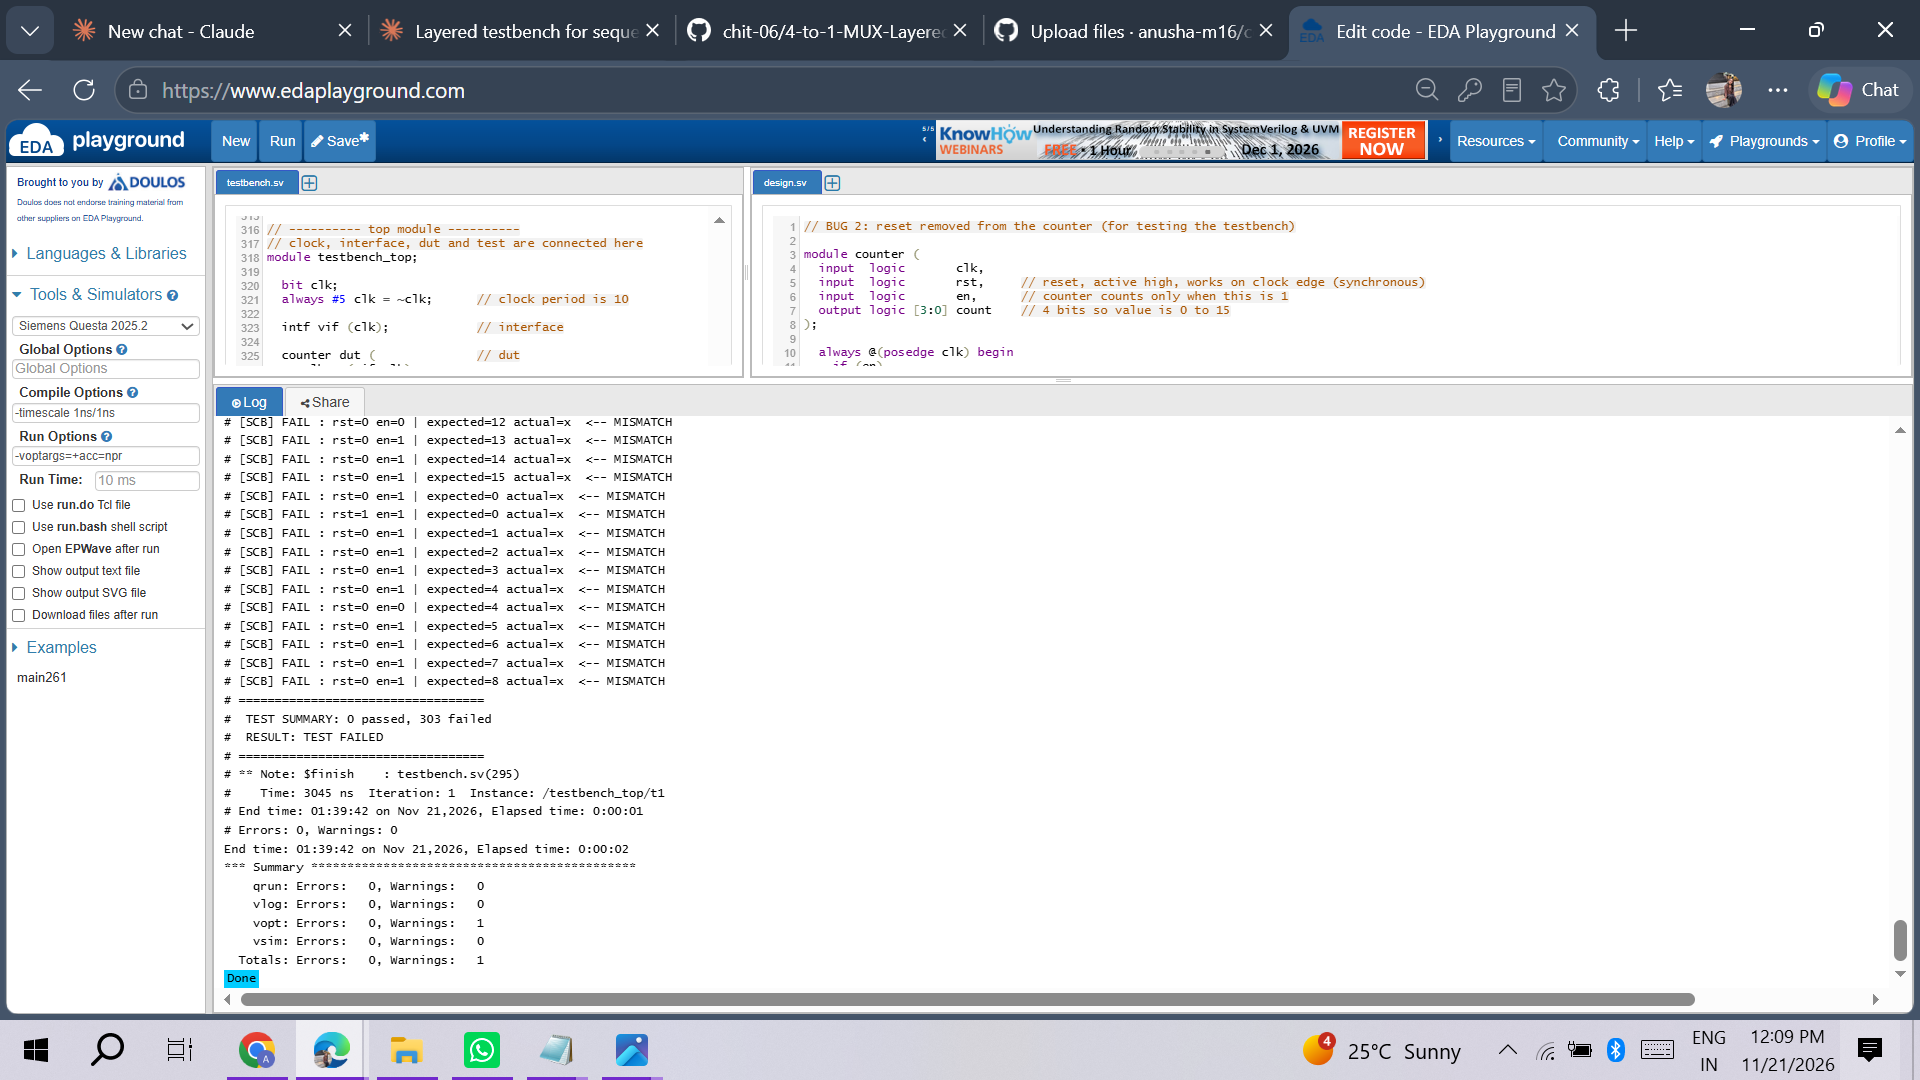 New chat - Claude
Layered testbench for seque
chit-06/4-to-1-MUX-Layere
Upload files · anusha-m16/c
Edit code - EDA Playground
https://www.edaplayground.com
Chat
EDA playground
New
Run
Save*
KnowHow WEBINARS
Understanding Random Stability in SystemVerilog & UVM
FREE • 1 Hour
Dec 1, 2026
REGISTER NOW
Resources
Community
Help
Playgrounds
Profile
Brought to you by DOULOS
Doulos does not endorse training material from
other suppliers on EDA Playground.
Languages & Libraries
Tools & Simulators
Siemens Questa 2025.2
Global Options
Global Options
Compile Options
-timescale 1ns/1ns
Run Options
-voptargs=+acc=npr
Run Time: 10 ms
Use run.do Tcl file
Use run.bash shell script
Open EPWave after run
Show output text file
Show output SVG file
Download files after run
Examples
main261
testbench.sv
315
316 // ---------- top module ----------
317 // clock, interface, dut and test are connected here
318 module testbench_top;
319
320 bit clk;
321 always #5 clk = ~clk; // clock period is 10
322
323 intf vif (clk); // interface
324
325 counter dut ( // dut
design.sv
1 // BUG 2: reset removed from the counter (for testing the testbench)
2
3 module counter (
4 input logic clk,
5 input logic rst, // reset, active high, works on clock edge (synchronous)
6 input logic en, // counter counts only when this is 1
7 output logic [3:0] count // 4 bits so value is 0 to 15
8 );
9
10 always @(posedge clk) begin
11 if (en)
Log
Share
# [SCB] FAIL : rst=0 en=0 | expected=12 actual=x <-- MISMATCH
# [SCB] FAIL : rst=0 en=1 | expected=13 actual=x <-- MISMATCH
# [SCB] FAIL : rst=0 en=1 | expected=14 actual=x <-- MISMATCH
# [SCB] FAIL : rst=0 en=1 | expected=15 actual=x <-- MISMATCH
# [SCB] FAIL : rst=0 en=1 | expected=0 actual=x <-- MISMATCH
# [SCB] FAIL : rst=1 en=1 | expected=0 actual=x <-- MISMATCH
# [SCB] FAIL : rst=0 en=1 | expected=1 actual=x <-- MISMATCH
# [SCB] FAIL : rst=0 en=1 | expected=2 actual=x <-- MISMATCH
# [SCB] FAIL : rst=0 en=1 | expected=3 actual=x <-- MISMATCH
# [SCB] FAIL : rst=0 en=1 | expected=4 actual=x <-- MISMATCH
# [SCB] FAIL : rst=0 en=0 | expected=4 actual=x <-- MISMATCH
# [SCB] FAIL : rst=0 en=1 | expected=5 actual=x <-- MISMATCH
# [SCB] FAIL : rst=0 en=1 | expected=6 actual=x <-- MISMATCH
# [SCB] FAIL : rst=0 en=1 | expected=7 actual=x <-- MISMATCH
# [SCB] FAIL : rst=0 en=1 | expected=8 actual=x <-- MISMATCH
# ==================================
# TEST SUMMARY: 0 passed, 303 failed
# RESULT: TEST FAILED
# ==================================
# ** Note: $finish : testbench.sv(295)
# Time: 3045 ns Iteration: 1 Instance: /testbench_top/t1
# End time: 01:39:42 on Nov 21,2026, Elapsed time: 0:00:01
# Errors: 0, Warnings: 0
End time: 01:39:42 on Nov 21,2026, Elapsed time: 0:00:02
*** Summary *********************************************
qrun: Errors: 0, Warnings: 0
vlog: Errors: 0, Warnings: 0
vopt: Errors: 0, Warnings: 1
vsim: Errors: 0, Warnings: 0
Totals: Errors: 0, Warnings: 1
Done
4
25°C Sunny
ENG
IN
12:09 PM
11/21/2026